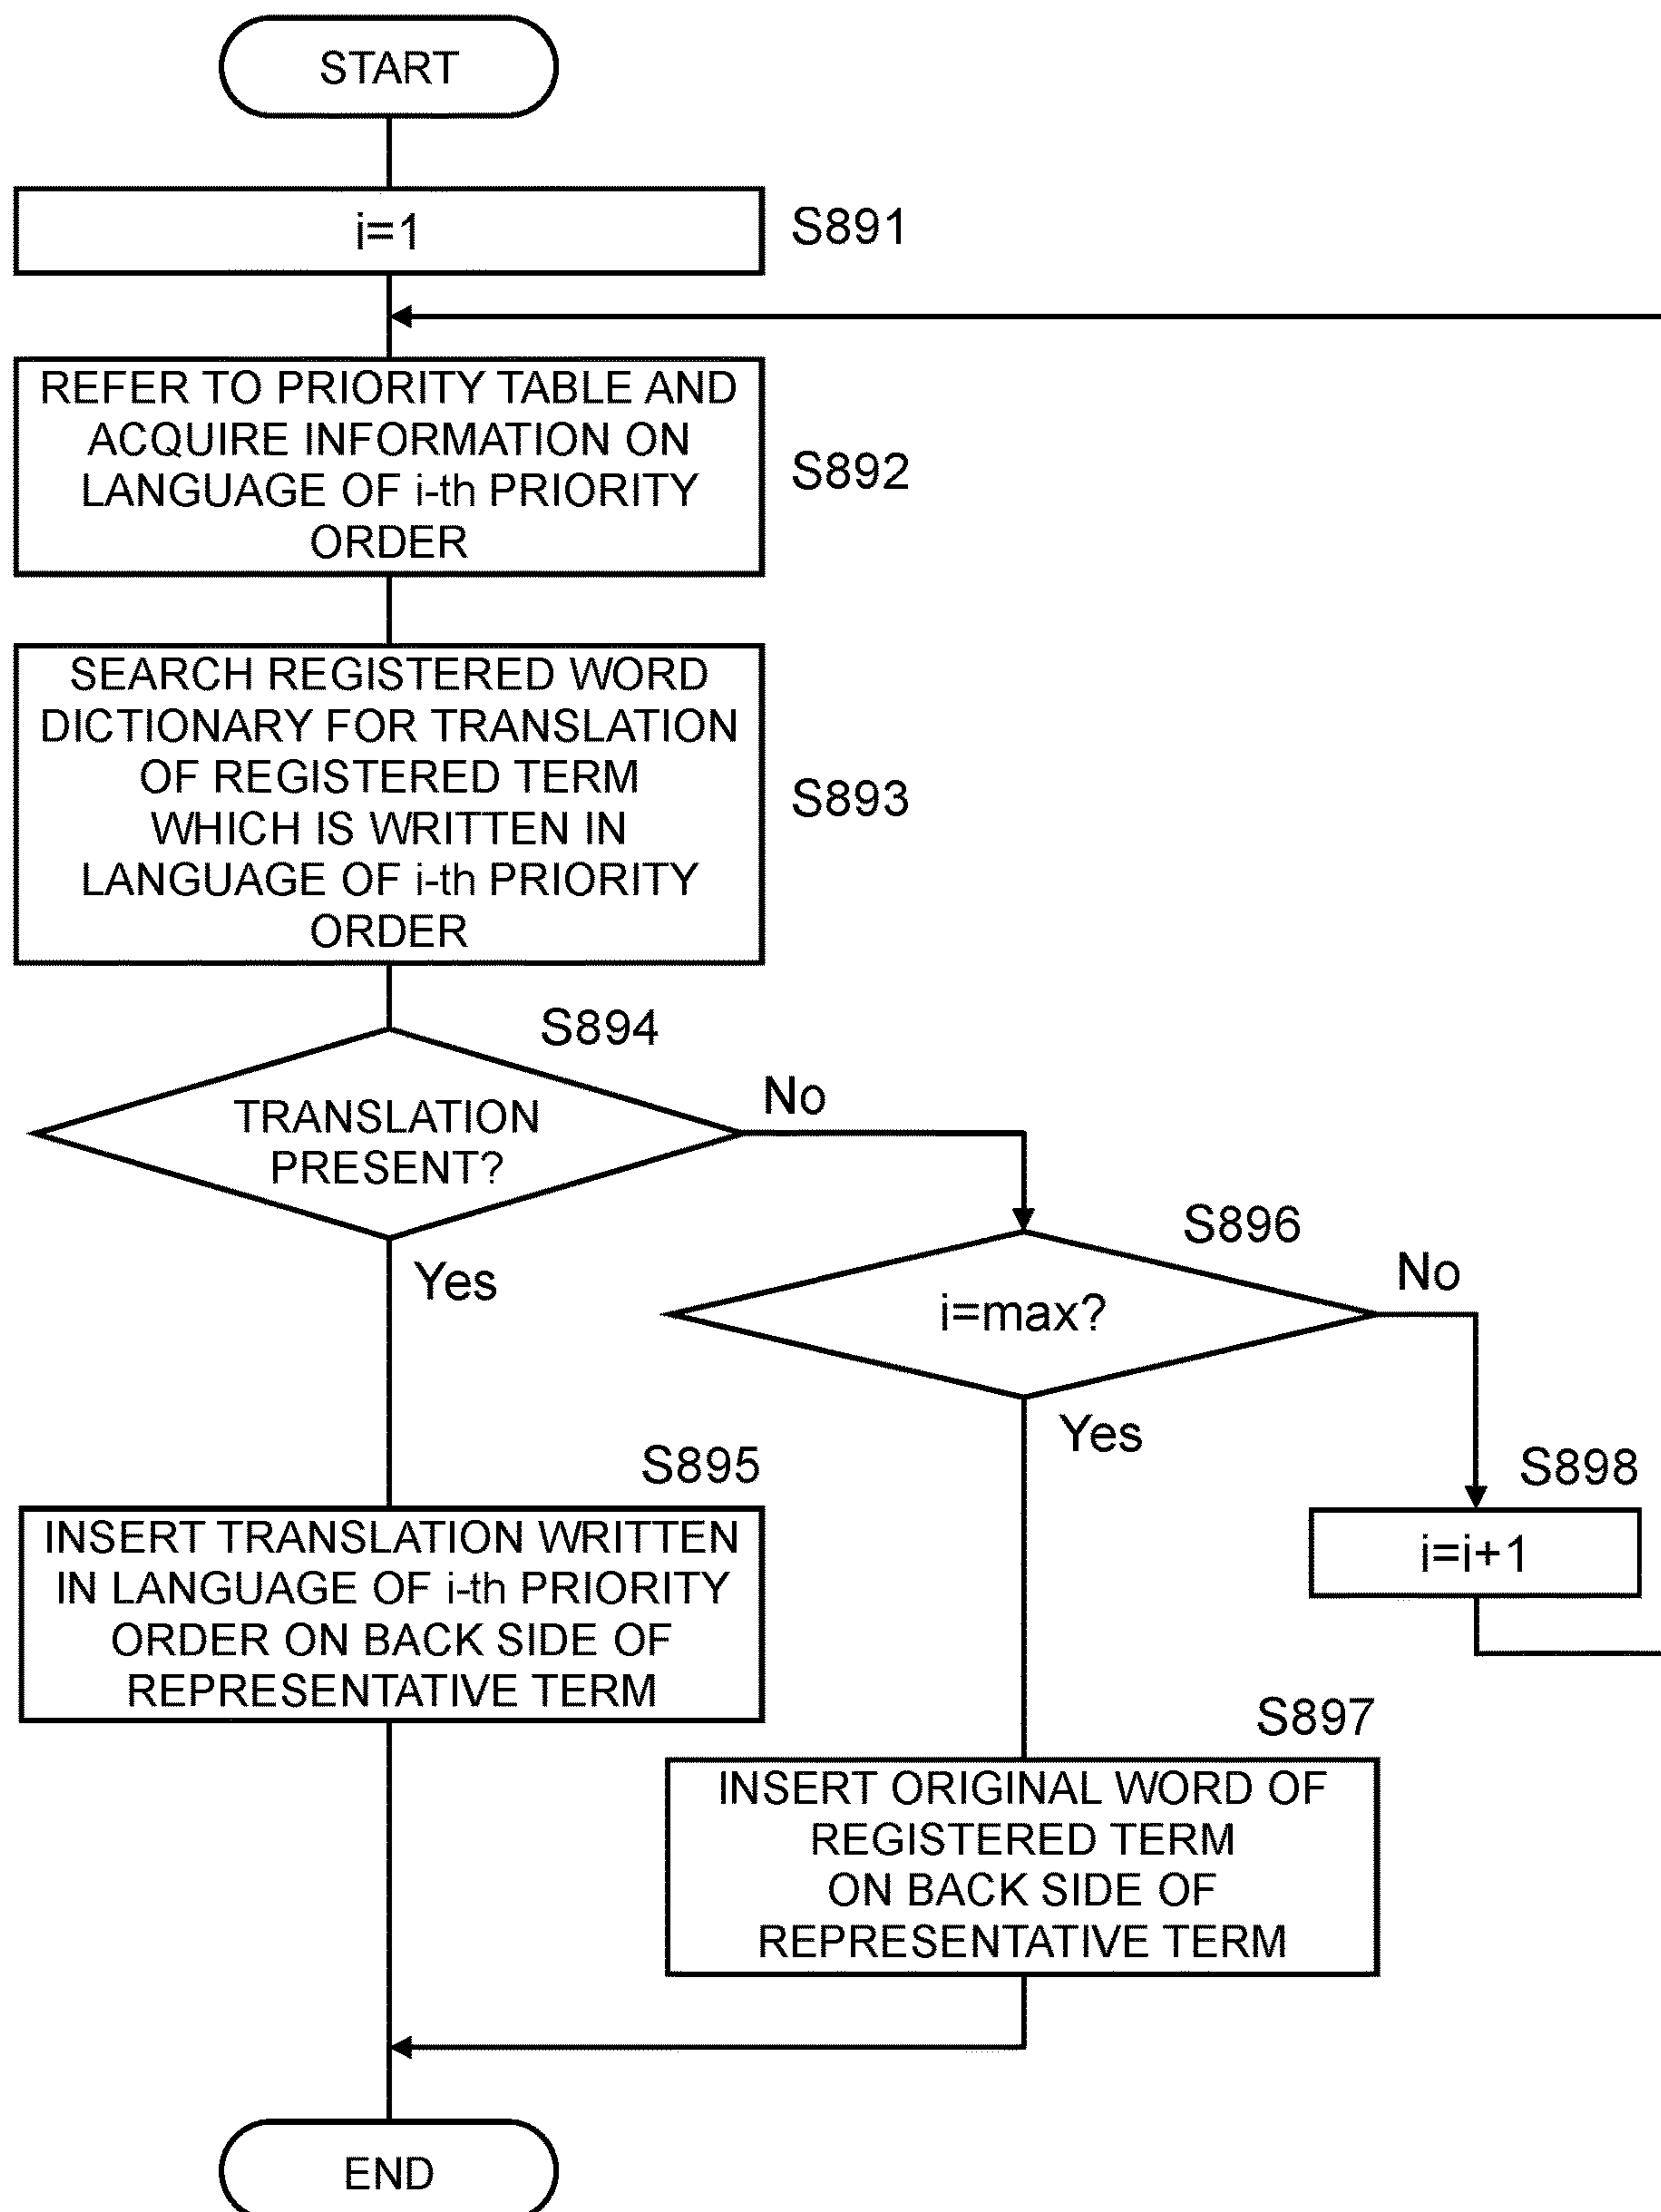 START
i=1
S891
REFER TO PRIORITY TABLE AND
ACQUIRE INFORMATION ON
LANGUAGE OF i-th PRIORITY
ORDER
S892
SEARCH REGISTERED WORD
DICTIONARY FOR TRANSLATION
OF REGISTERED TERM
WHICH IS WRITTEN IN
LANGUAGE OF i-th PRIORITY
ORDER
S893
S894
TRANSLATION
PRESENT?
No
Yes
S896
i=max?
No
Yes
S895
INSERT TRANSLATION WRITTEN
IN LANGUAGE OF i-th PRIORITY
ORDER ON BACK SIDE OF
REPRESENTATIVE TERM
S898
i=i+1
S897
INSERT ORIGINAL WORD OF
REGISTERED TERM
ON BACK SIDE OF
REPRESENTATIVE TERM
END